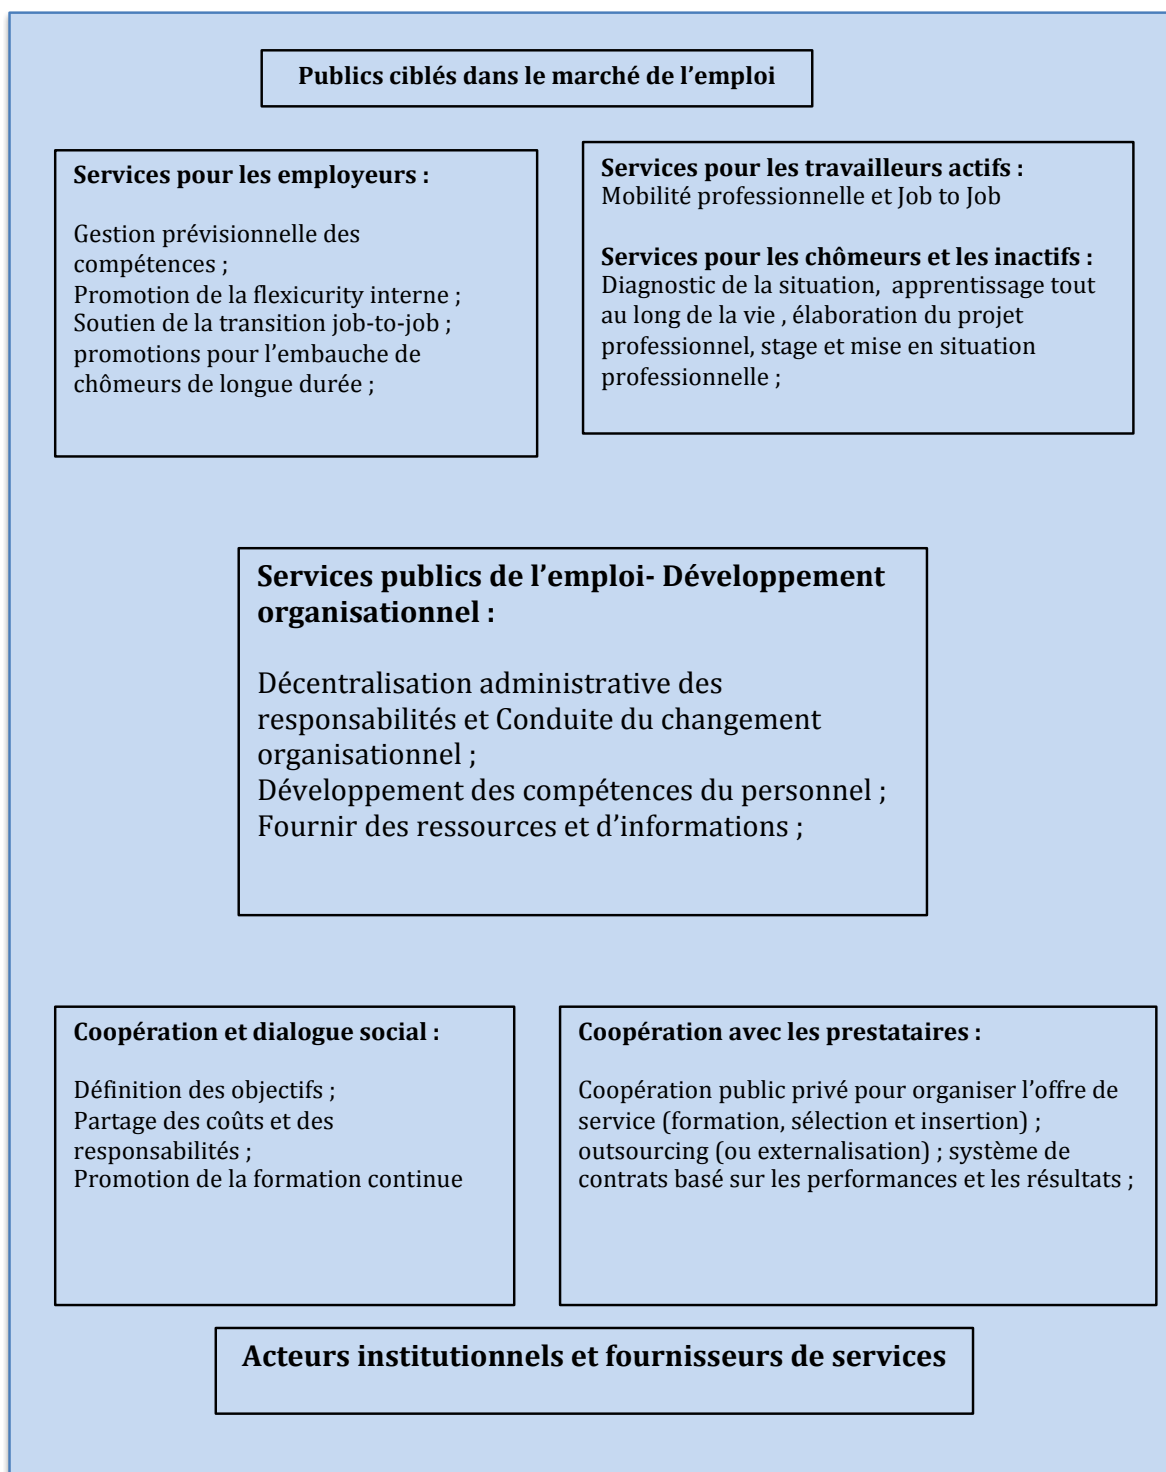 Publics ciblés dans le marché de l’emploi
Services pour les employeurs :
Gestion prévisionnelle des
compétences ;
Promotion de la flexicurity interne ;
Soutien de la transition job-to-job ;
promotions pour l’embauche de
chômeurs de longue durée ;
Services pour les travailleurs actifs :
Mobilité professionnelle et Job to Job
Services pour les chômeurs et les inactifs :
Diagnostic de la situation, apprentissage tout
au long de la vie , élaboration du projet
professionnel, stage et mise en situation
professionnelle ;
Services publics de l’emploi- Développement
organisationnel :
Décentralisation administrative des
responsabilités et Conduite du changement
organisationnel ;
Développement des compétences du personnel ;
Fournir des ressources et d’informations ;
Coopération et dialogue social :
Définition des objectifs ;
Partage des coûts et des
responsabilités ;
Promotion de la formation continue
Coopération avec les prestataires :
Coopération public privé pour organiser l’offre de
service (formation, sélection et insertion) ;
outsourcing (ou externalisation) ; système de
contrats basé sur les performances et les résultats ;
Acteurs institutionnels et fournisseurs de services